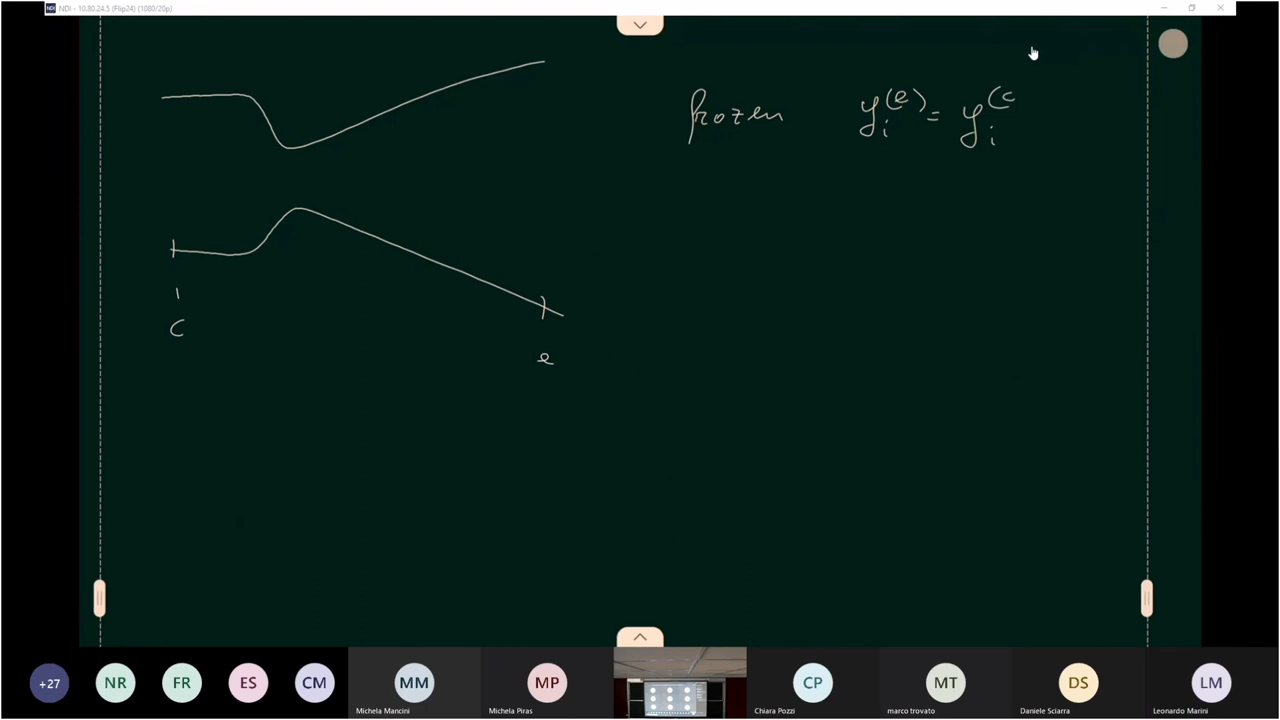 NDI - 10.80.24.5 (Flip24) (1080/20p)
frozen y_i^(e) = y_i^(c
1
c
e
+27
NR
FR
ES
CM
MM
Michela Mancini
MP
Michela Piras
CP
Chiara Pozzi
MT
marco trovato
DS
Daniele Sciarra
LM
Leonardo Marini